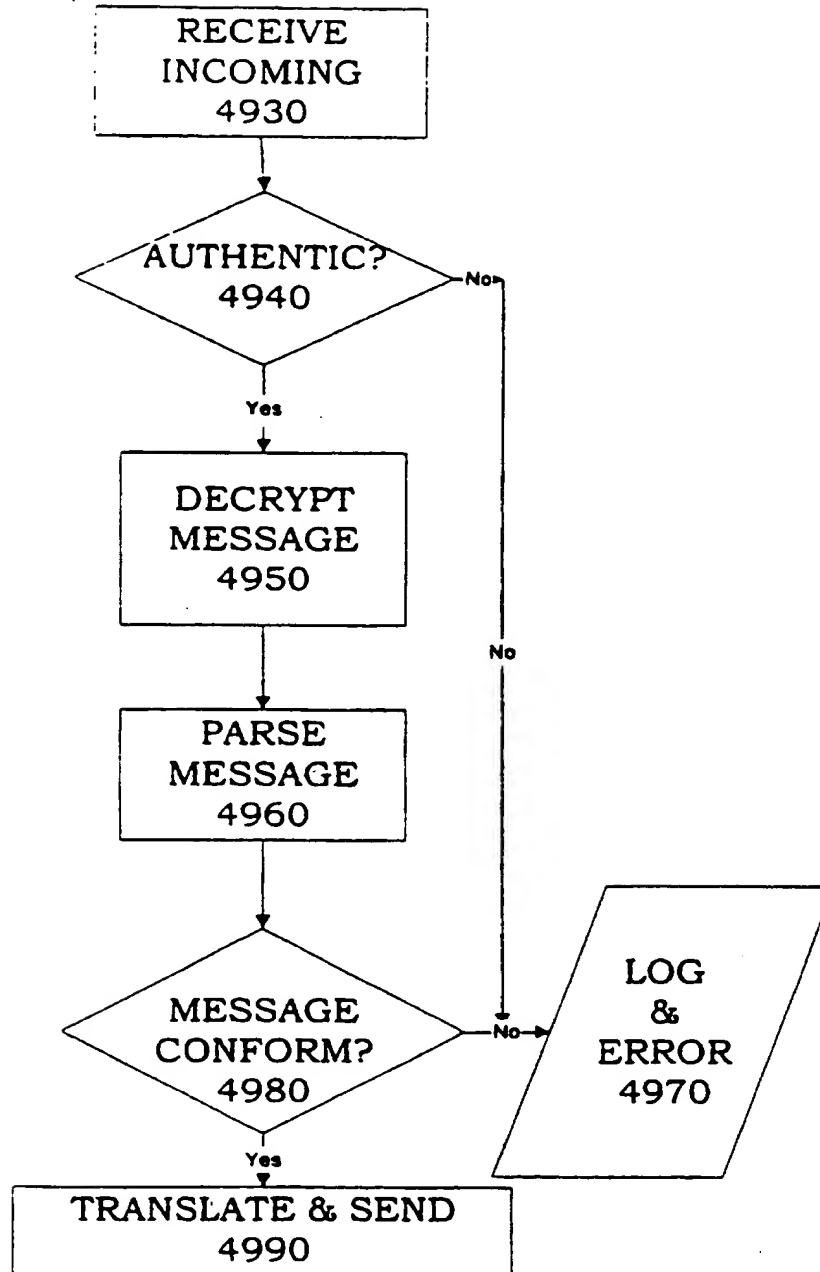 RECEIVE
INCOMING
4930
AUTHENTIC?
4940
No
Yes
DECRYPT
MESSAGE
4950
No
PARSE
MESSAGE
4960
MESSAGE
CONFORM?
4980
No
LOG
&
ERROR
4970
Yes
TRANSLATE & SEND
4990